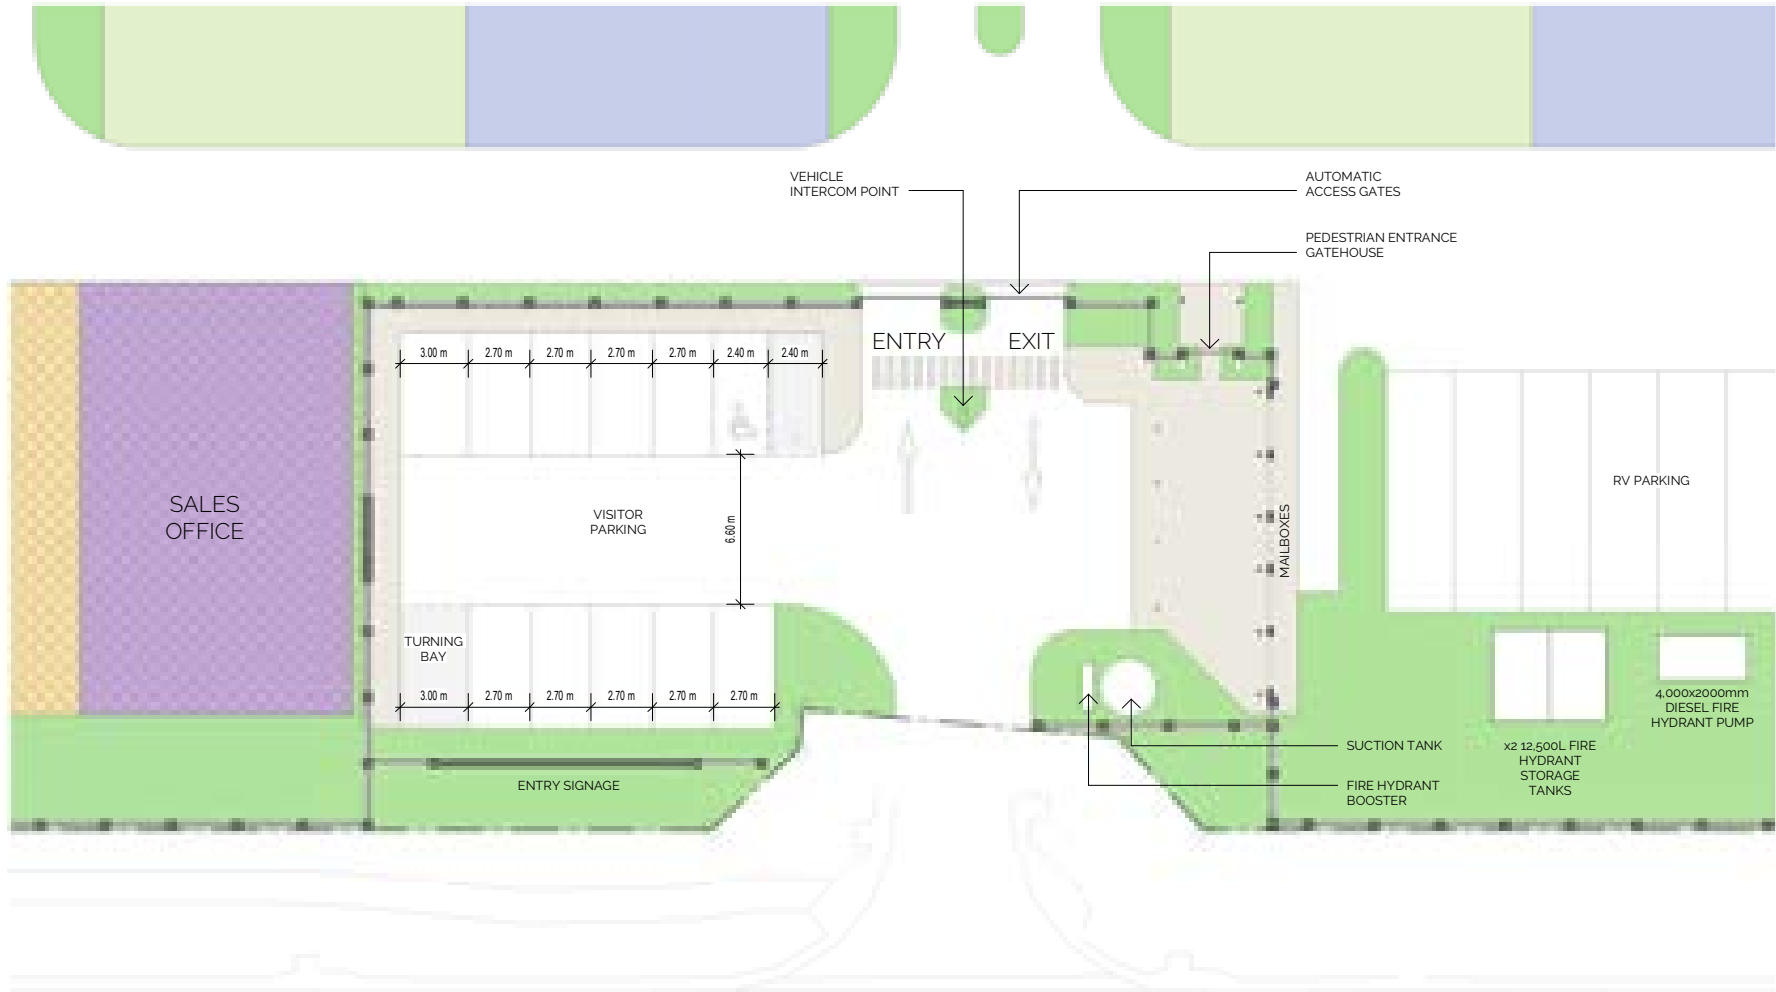 VEHICLE
INTERCOM POINT
AUTOMATIC
ACCESS GATES
PEDESTRIAN ENTRANCE
GATEHOUSE
ENTRY
EXIT
3.00 m
2.70 m
2.70 m
2.70 m
2.70 m
2.40 m
2.40 m
SALES
OFFICE
VISITOR
PARKING
6.60 m
MAILBOXES
RV PARKING
TURNING
BAY
3.00 m
2.70 m
2.70 m
2.70 m
2.70 m
2.70 m
4,000x2000mm
DIESEL FIRE
HYDRANT PUMP
SUCTION TANK
x2 12,500L FIRE
HYDRANT
STORAGE
TANKS
ENTRY SIGNAGE
FIRE HYDRANT
BOOSTER